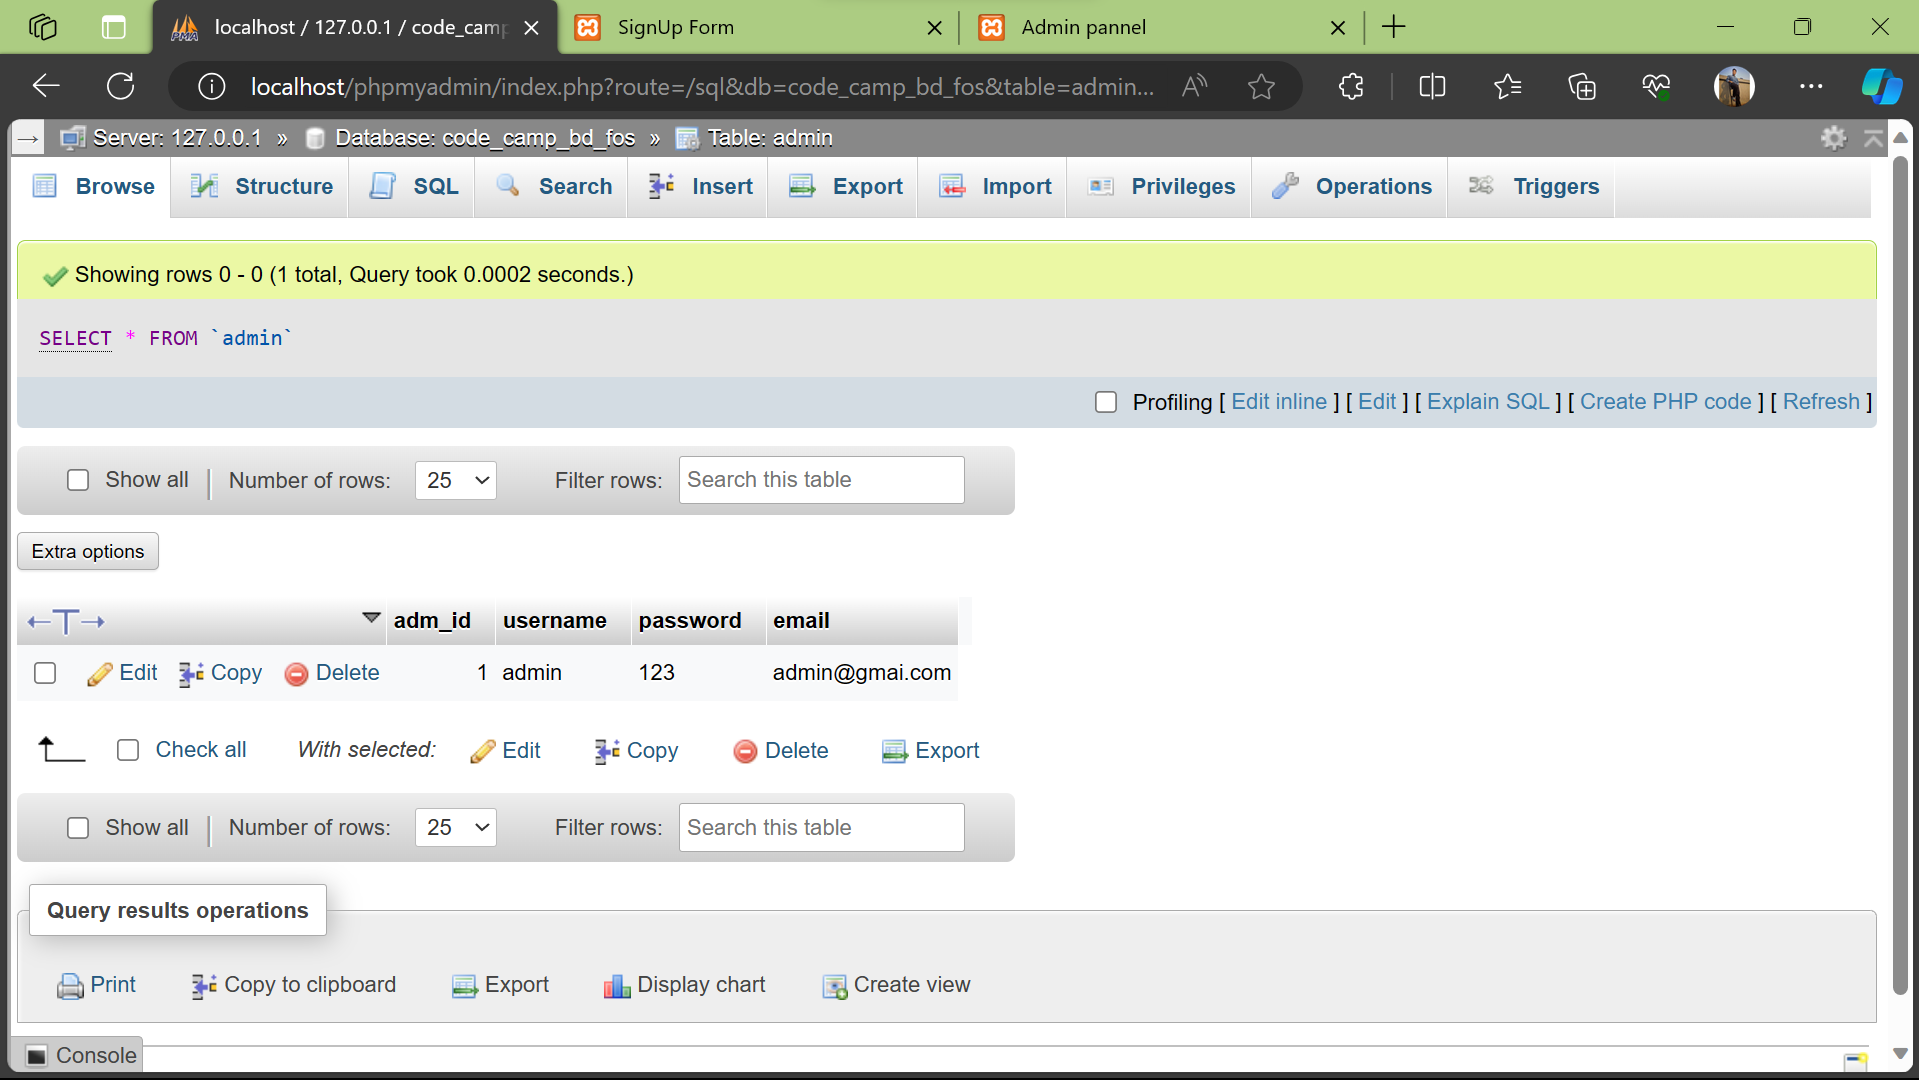 localhost / 127.0.0.1 / code_camp
SignUp Form
Admin pannel
localhost/phpmyadmin/index.php?route=/sql&db=code_camp_bd_fos&table=admin...
Server: 127.0.0.1 » Database: code_camp_bd_fos » Table: admin
Browse Structure SQL Search Insert Export Import Privileges Operations Triggers
Showing rows 0 - 0 (1 total, Query took 0.0002 seconds.)
SELECT * FROM `admin`
Profiling [ Edit inline ] [ Edit ] [ Explain SQL ] [ Create PHP code ] [ Refresh ]
Show all Number of rows: 25 Filter rows: Search this table
Extra options
adm_id username password email
Edit Copy Delete 1 admin 123 admin@gmai.com
Check all With selected: Edit Copy Delete Export
Show all Number of rows: 25 Filter rows: Search this table
Query results operations
Print Copy to clipboard Export Display chart Create view
Console